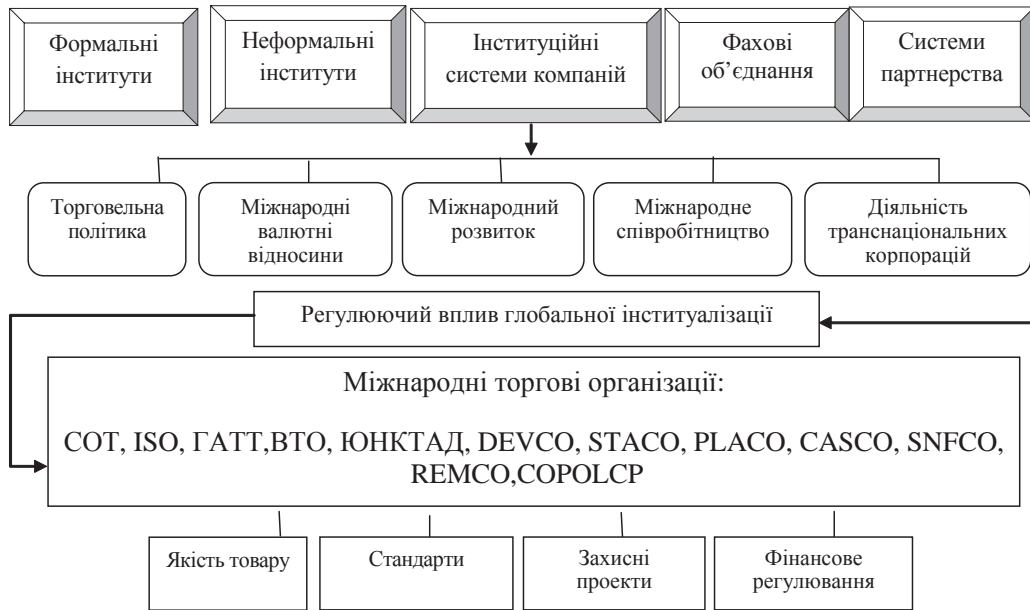 Формальні
інститути
Неформальні
інститути
Інституційні
системи компаній
Фахові
об’єднання
Системи
партнерства
Торговельна
політика
Міжнародні
валютні
відносини
Міжнародний
розвиток
Міжнародне
співробітництво
Діяльність
транснаціональних
корпорацій
Регулюючий вплив глобальної інституалізації
Міжнародні торгові організації:
СОТ, ISO, ГАТТ,ВТО, ЮНКТАД, DEVCO, STACO, PLACO, CASCO, SNFCO,
REMCO,COPOLCP
Якість товару
Стандарти
Захисні
проекти
Фінансове
регулювання